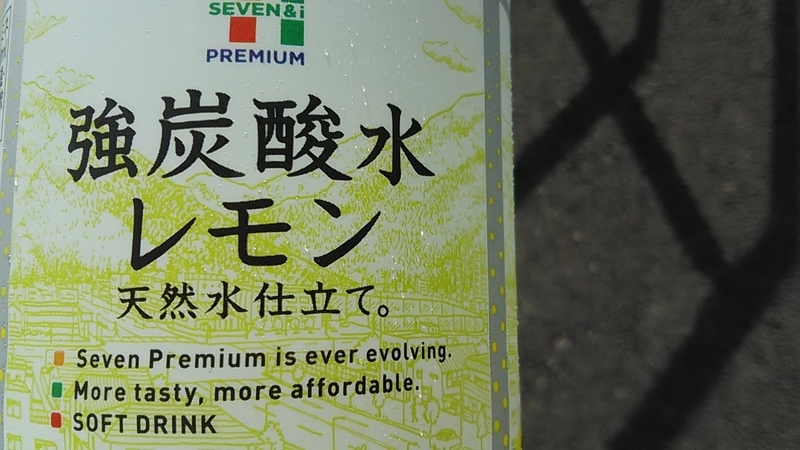 SEVEN&i
PREMIUM
強炭酸水
レモン
天然水仕立て。
Seven Premium is ever evolving.
More tasty, more affordable.
SOFT DRINK